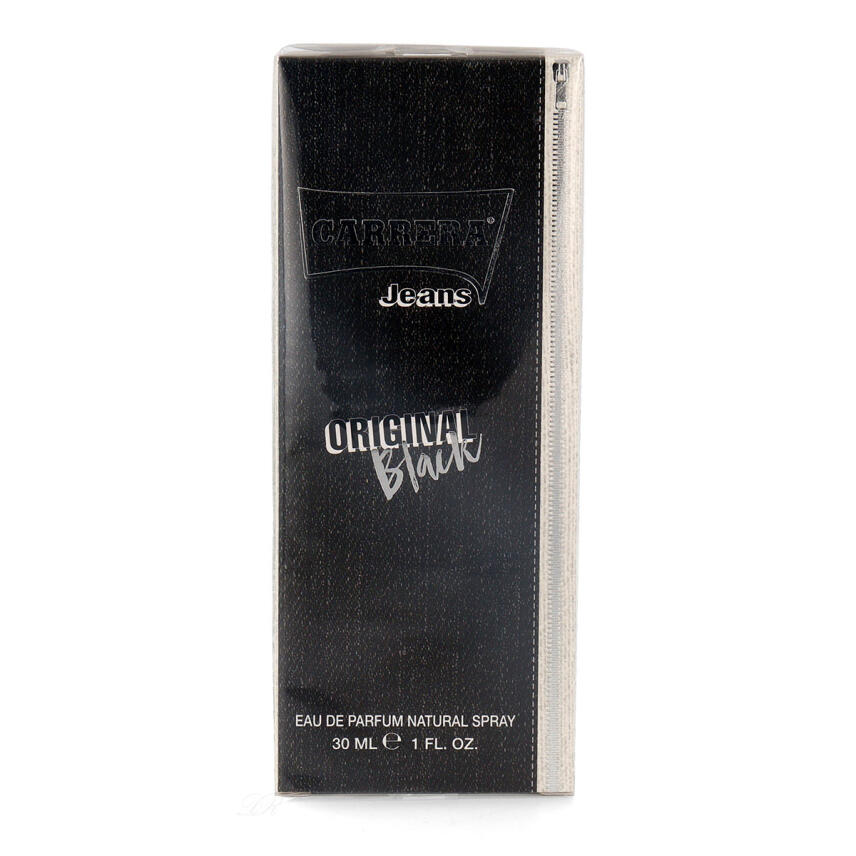 CARRERA®
Jeans
ORIGINAL
Black
EAU DE PARFUM NATURAL SPRAY
30 ML ℮ 1 FL. OZ.